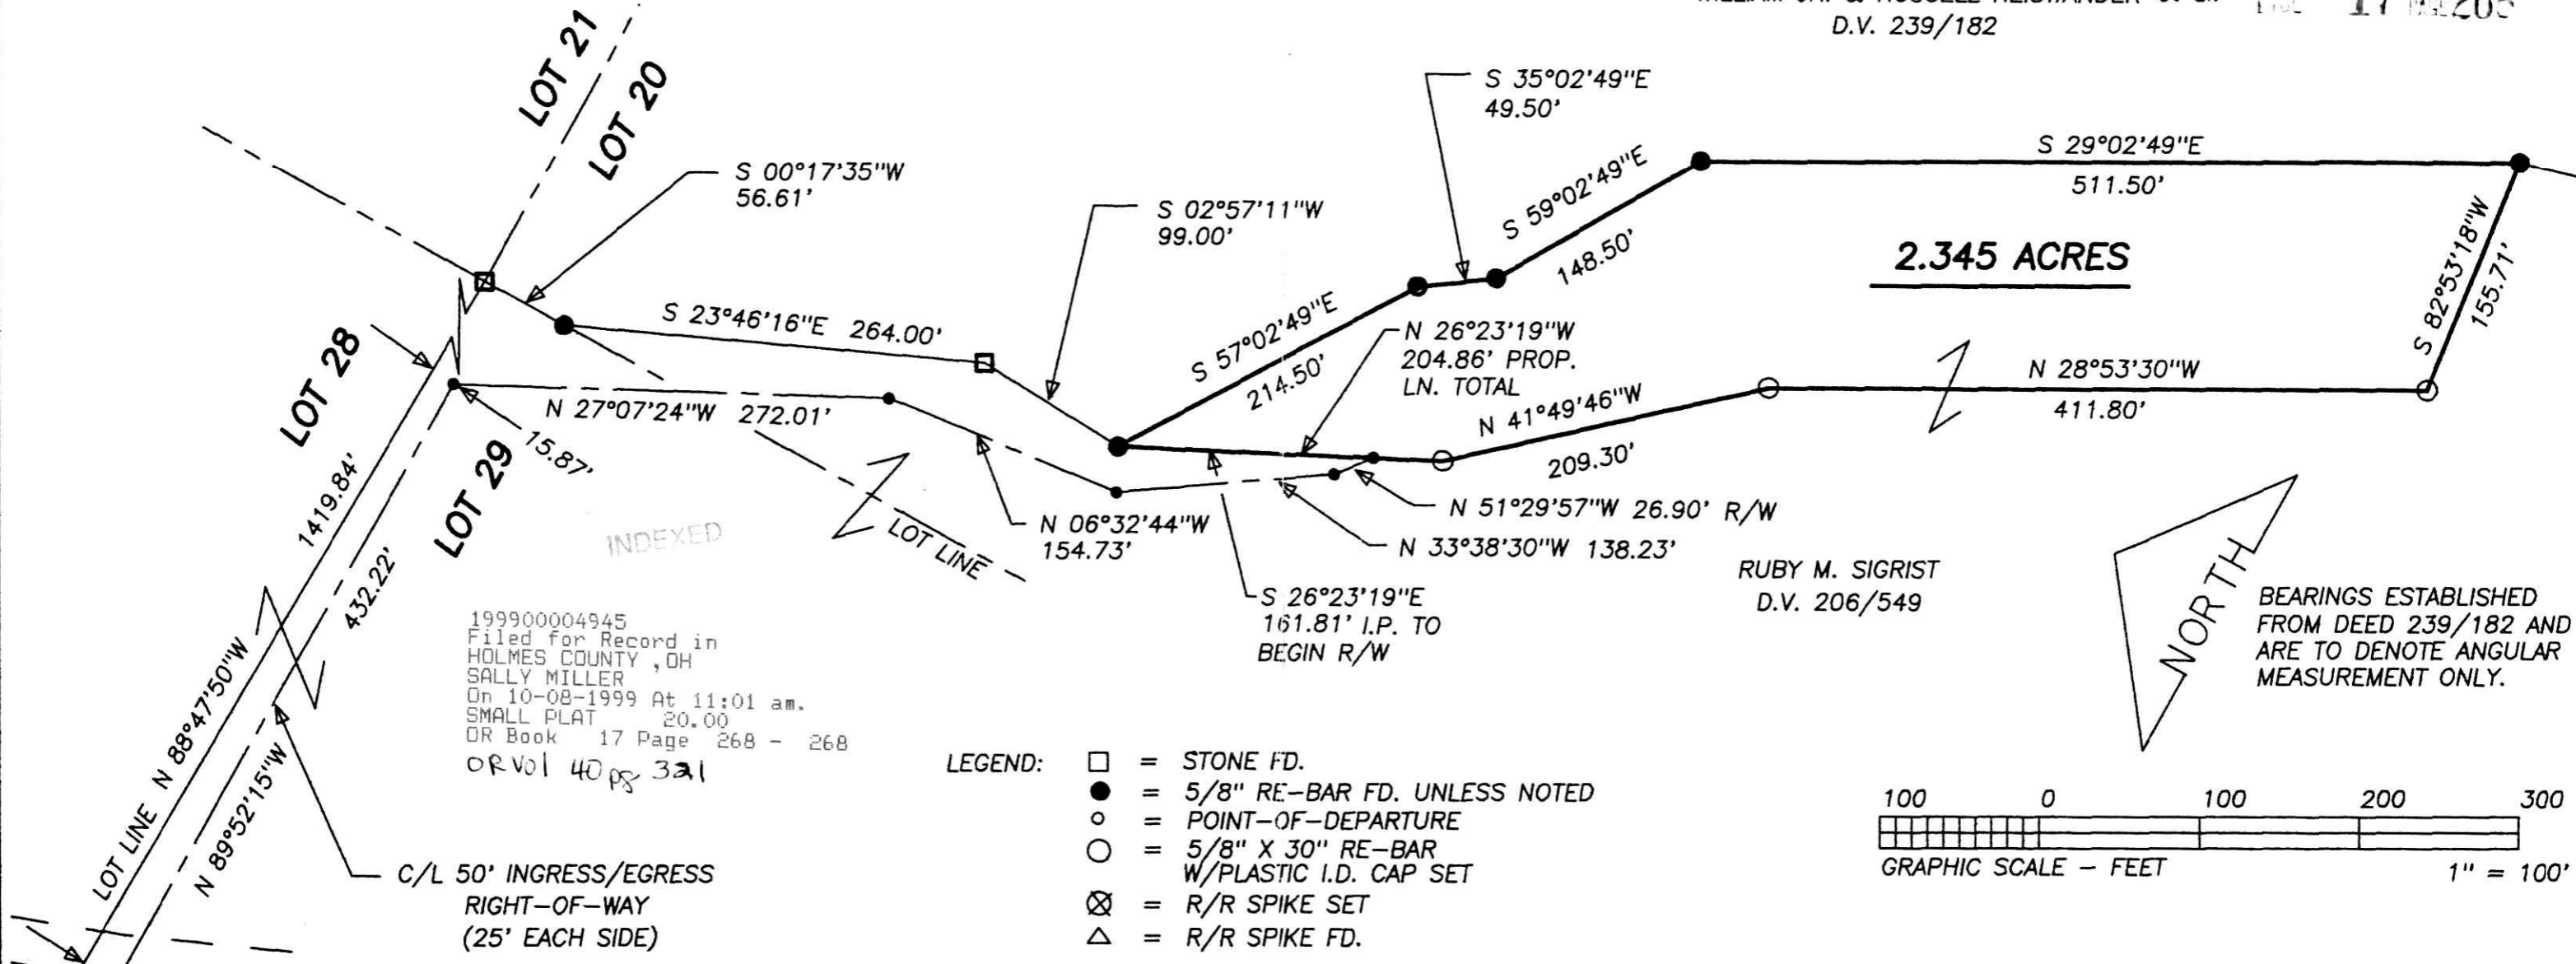 D.V. 239/182
LOT 21
LOT 20
S 35°02'49"E
49.50'
S 00°17'35"W
56.61'
S 02°57'11"W
99.00'
S 59°02'49"E
148.50'
S 29°02'49"E
511.50'
2.345 ACRES
S 82°53'18"W
155.71'
S 23°46'16"E 264.00'
S 57°02'49"E
214.50'
N 26°23'19"W
204.86' PROP.
LN. TOTAL
N 41°49'46"W
209.30'
N 28°53'30"W
411.80'
LOT 28
N 27°07'24"W 272.01'
15.87'
LOT 29
1419.84'
432.22'
INDEXED
LOT LINE
N 06°32'44"W
154.73'
N 51°29'57"W 26.90' R/W
N 33°38'30"W 138.23'
S 26°23'19"E
161.81' I.P. TO
BEGIN R/W
RUBY M. SIGRIST
D.V. 206/549
NORTH
BEARINGS ESTABLISHED
FROM DEED 239/182 AND
ARE TO DENOTE ANGULAR
MEASUREMENT ONLY.
199900004945
Filed for Record in
HOLMES COUNTY ,OH
SALLY MILLER
On 10-08-1999 At 11:01 am.
SMALL PLAT 20.00
OR Book 17 Page 268 - 268
OR Vol 40 pg 321
LOT LINE N 88°47'50"W
N 89°52'15"W
C/L 50' INGRESS/EGRESS
RIGHT-OF-WAY
(25' EACH SIDE)
LEGEND:
□ = STONE FD.
● = 5/8" RE-BAR FD. UNLESS NOTED
○ = POINT-OF-DEPARTURE
○ = 5/8" X 30" RE-BAR
W/PLASTIC I.D. CAP SET
⊗ = R/R SPIKE SET
△ = R/R SPIKE FD.
100 0 100 200 300
GRAPHIC SCALE - FEET 1" = 100'